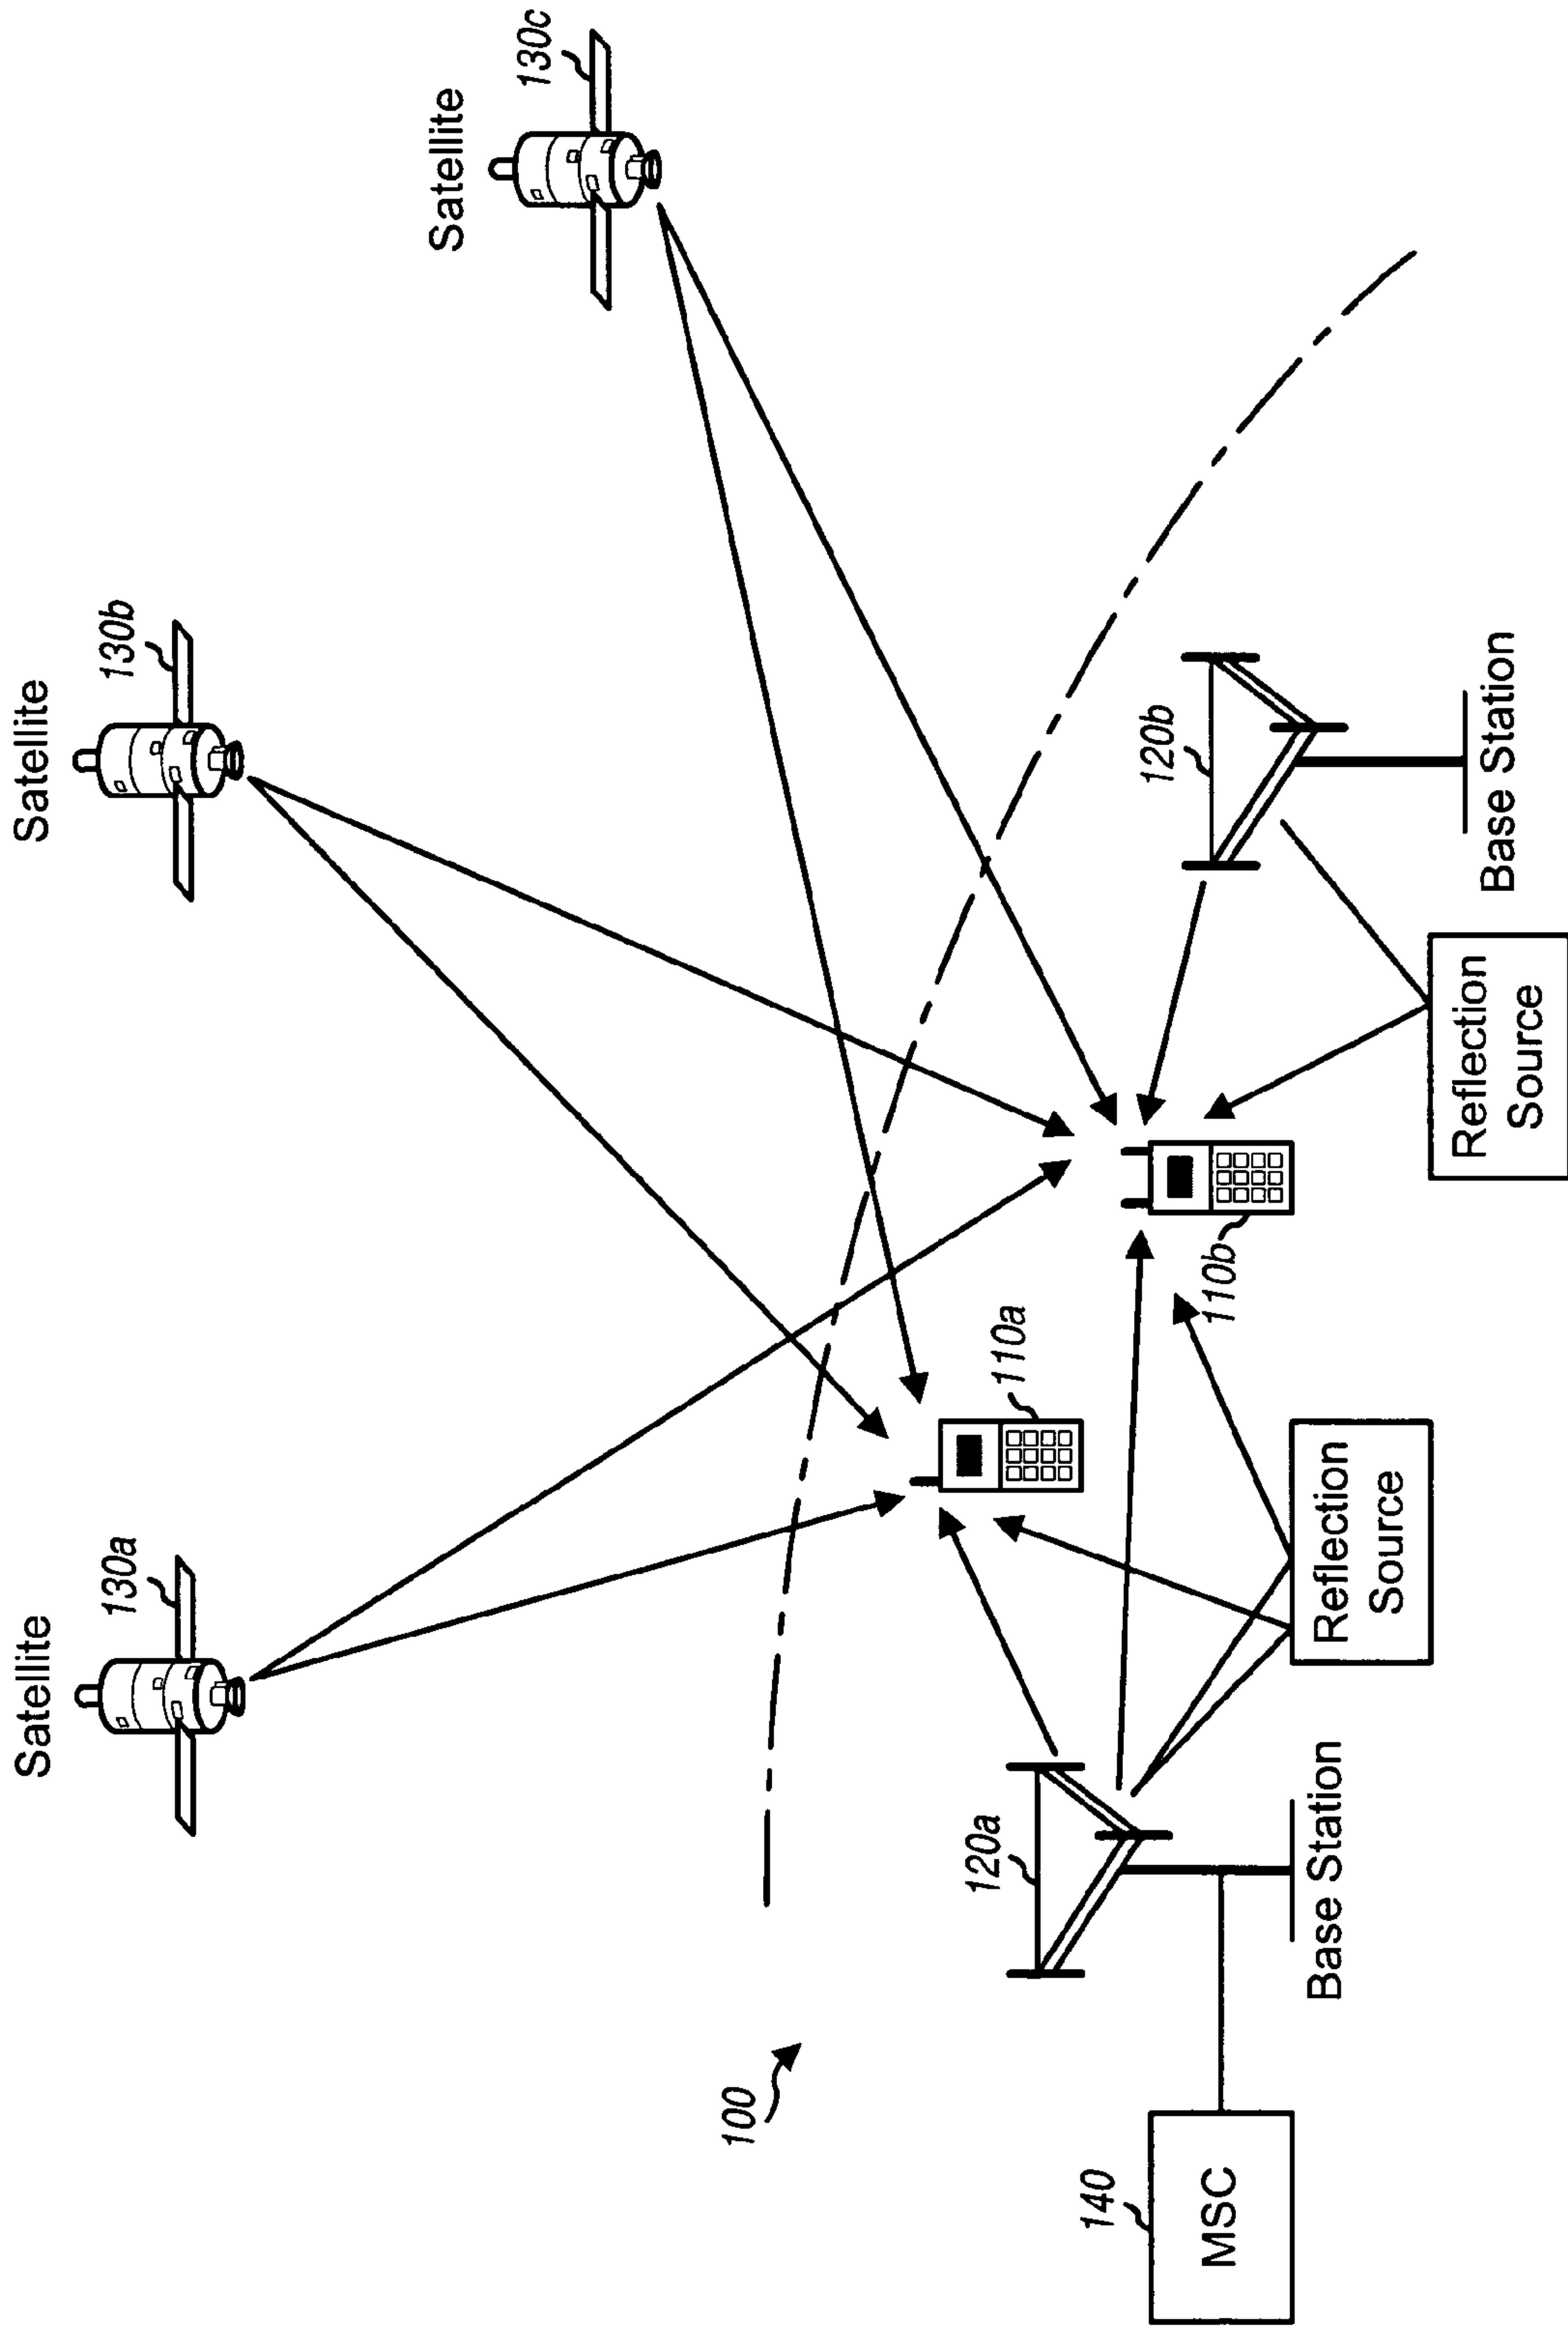 Satellite
130a
Satellite
130b
Satellite
130c
100
110a
110b
120a
120b
140
MSC
Base Station
Reflection
Source
Reflection
Source
Base Station